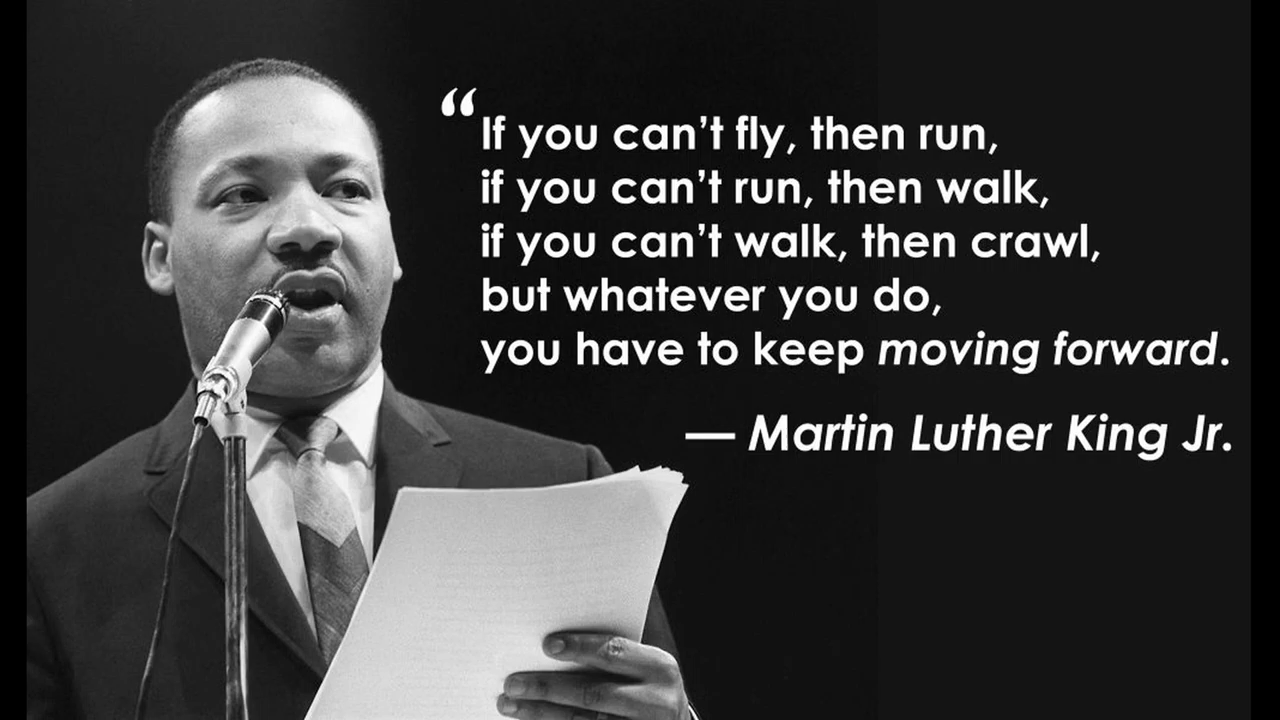 “If you can’t fly, then run,
if you can’t run, then walk,
if you can’t walk, then crawl,
but whatever you do,
you have to keep moving forward.
— Martin Luther King Jr.